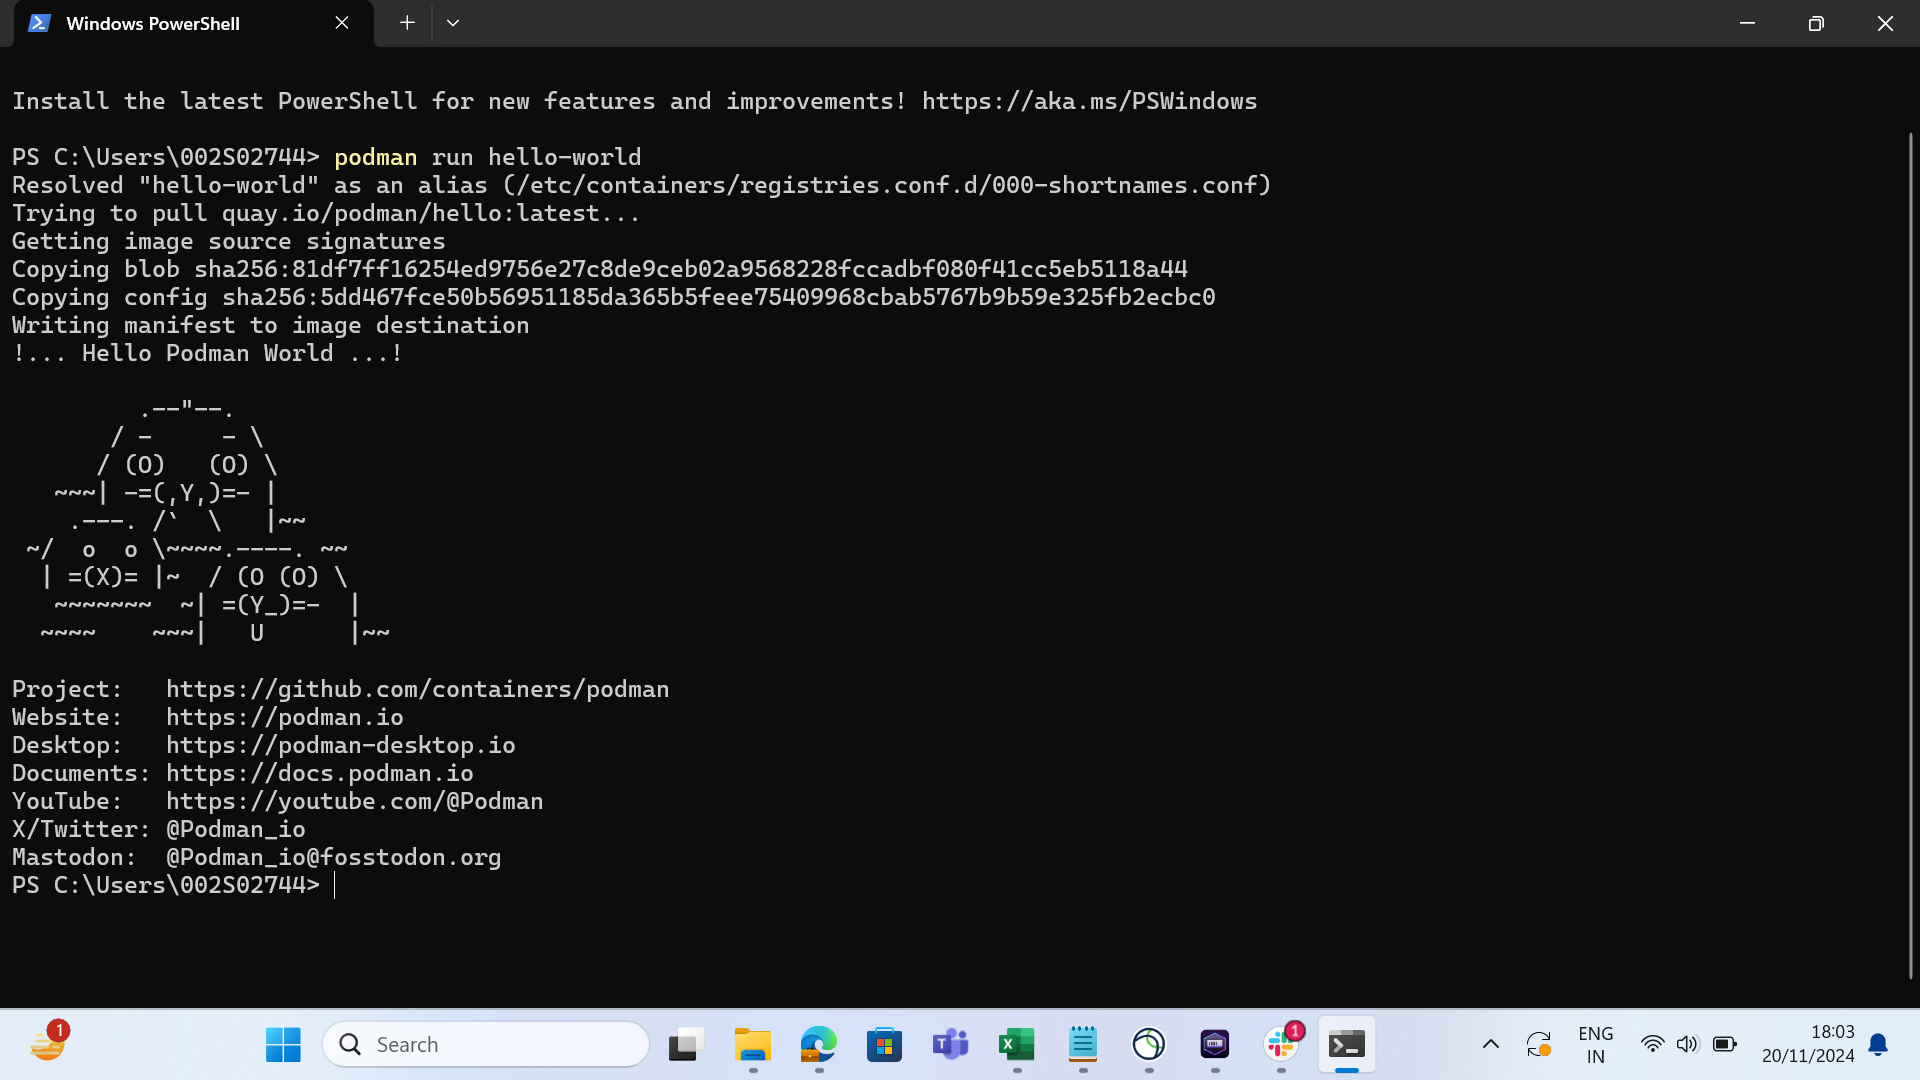 Windows PowerShell
Install the latest PowerShell for new features and improvements! https://aka.ms/PSWindows
PS C:\Users\002S02744> podman run hello-world
Resolved "hello-world" as an alias (/etc/containers/registries.conf.d/000-shortnames.conf)
Trying to pull quay.io/podman/hello:latest...
Getting image source signatures
Copying blob sha256:81df7ff16254ed9756e27c8de9ceb02a9568228fccadbf080f41cc5eb5118a44
Copying config sha256:5dd467fce50b56951185da365b5feee75409968cbab5767b9b59e325fb2ecbc0
Writing manifest to image destination
!... Hello Podman World ...!
         .--"--.
       / -     - \
      / (O)   (O) \
   ~~~| -=(,Y,)=- |
    .---. /`  \   |~~
 ~/  o  o \~~~~.----. ~~
  | =(X)= |~  / (O (O) \
   ~~~~~~~  ~| =(Y_)=-  |
  ~~~~    ~~~|   U      |~~
Project:   https://github.com/containers/podman
Website:   https://podman.io
Desktop:   https://podman-desktop.io
Documents: https://docs.podman.io
YouTube:   https://youtube.com/@Podman
X/Twitter: @Podman_io
Mastodon:  @Podman_io@fosstodon.org
PS C:\Users\002S02744>
1
Search
1
ENG
IN
18:03
20/11/2024